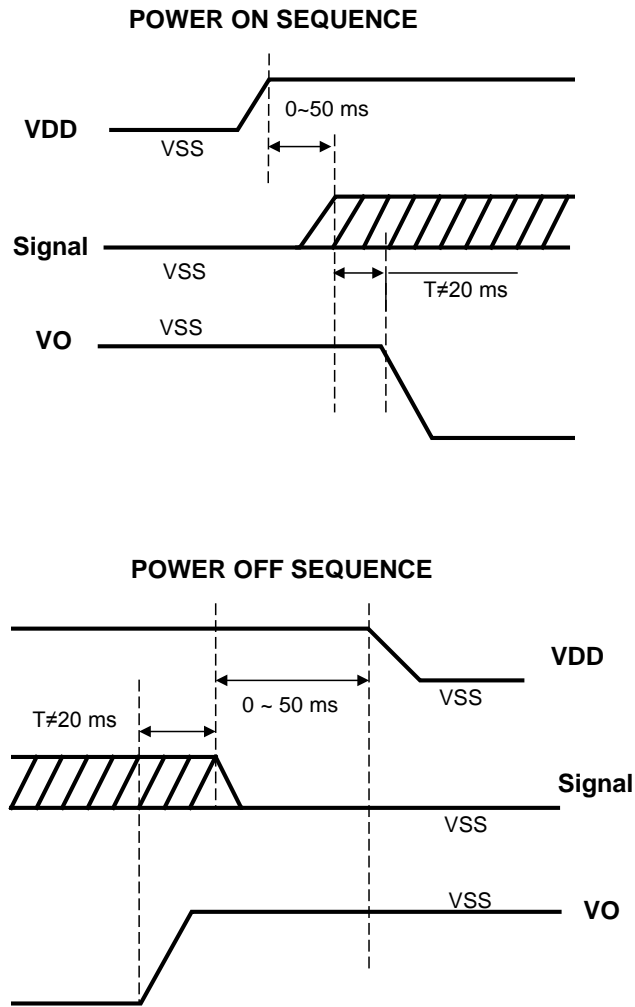 POWER ON SEQUENCE
0~50 ms
VDD
VSS
Signal
VSS
T≠20 ms
VSS
VO
POWER OFF SEQUENCE
VDD
VSS
T≠20 ms
0 ~ 50 ms
Signal
VSS
VSS
VO